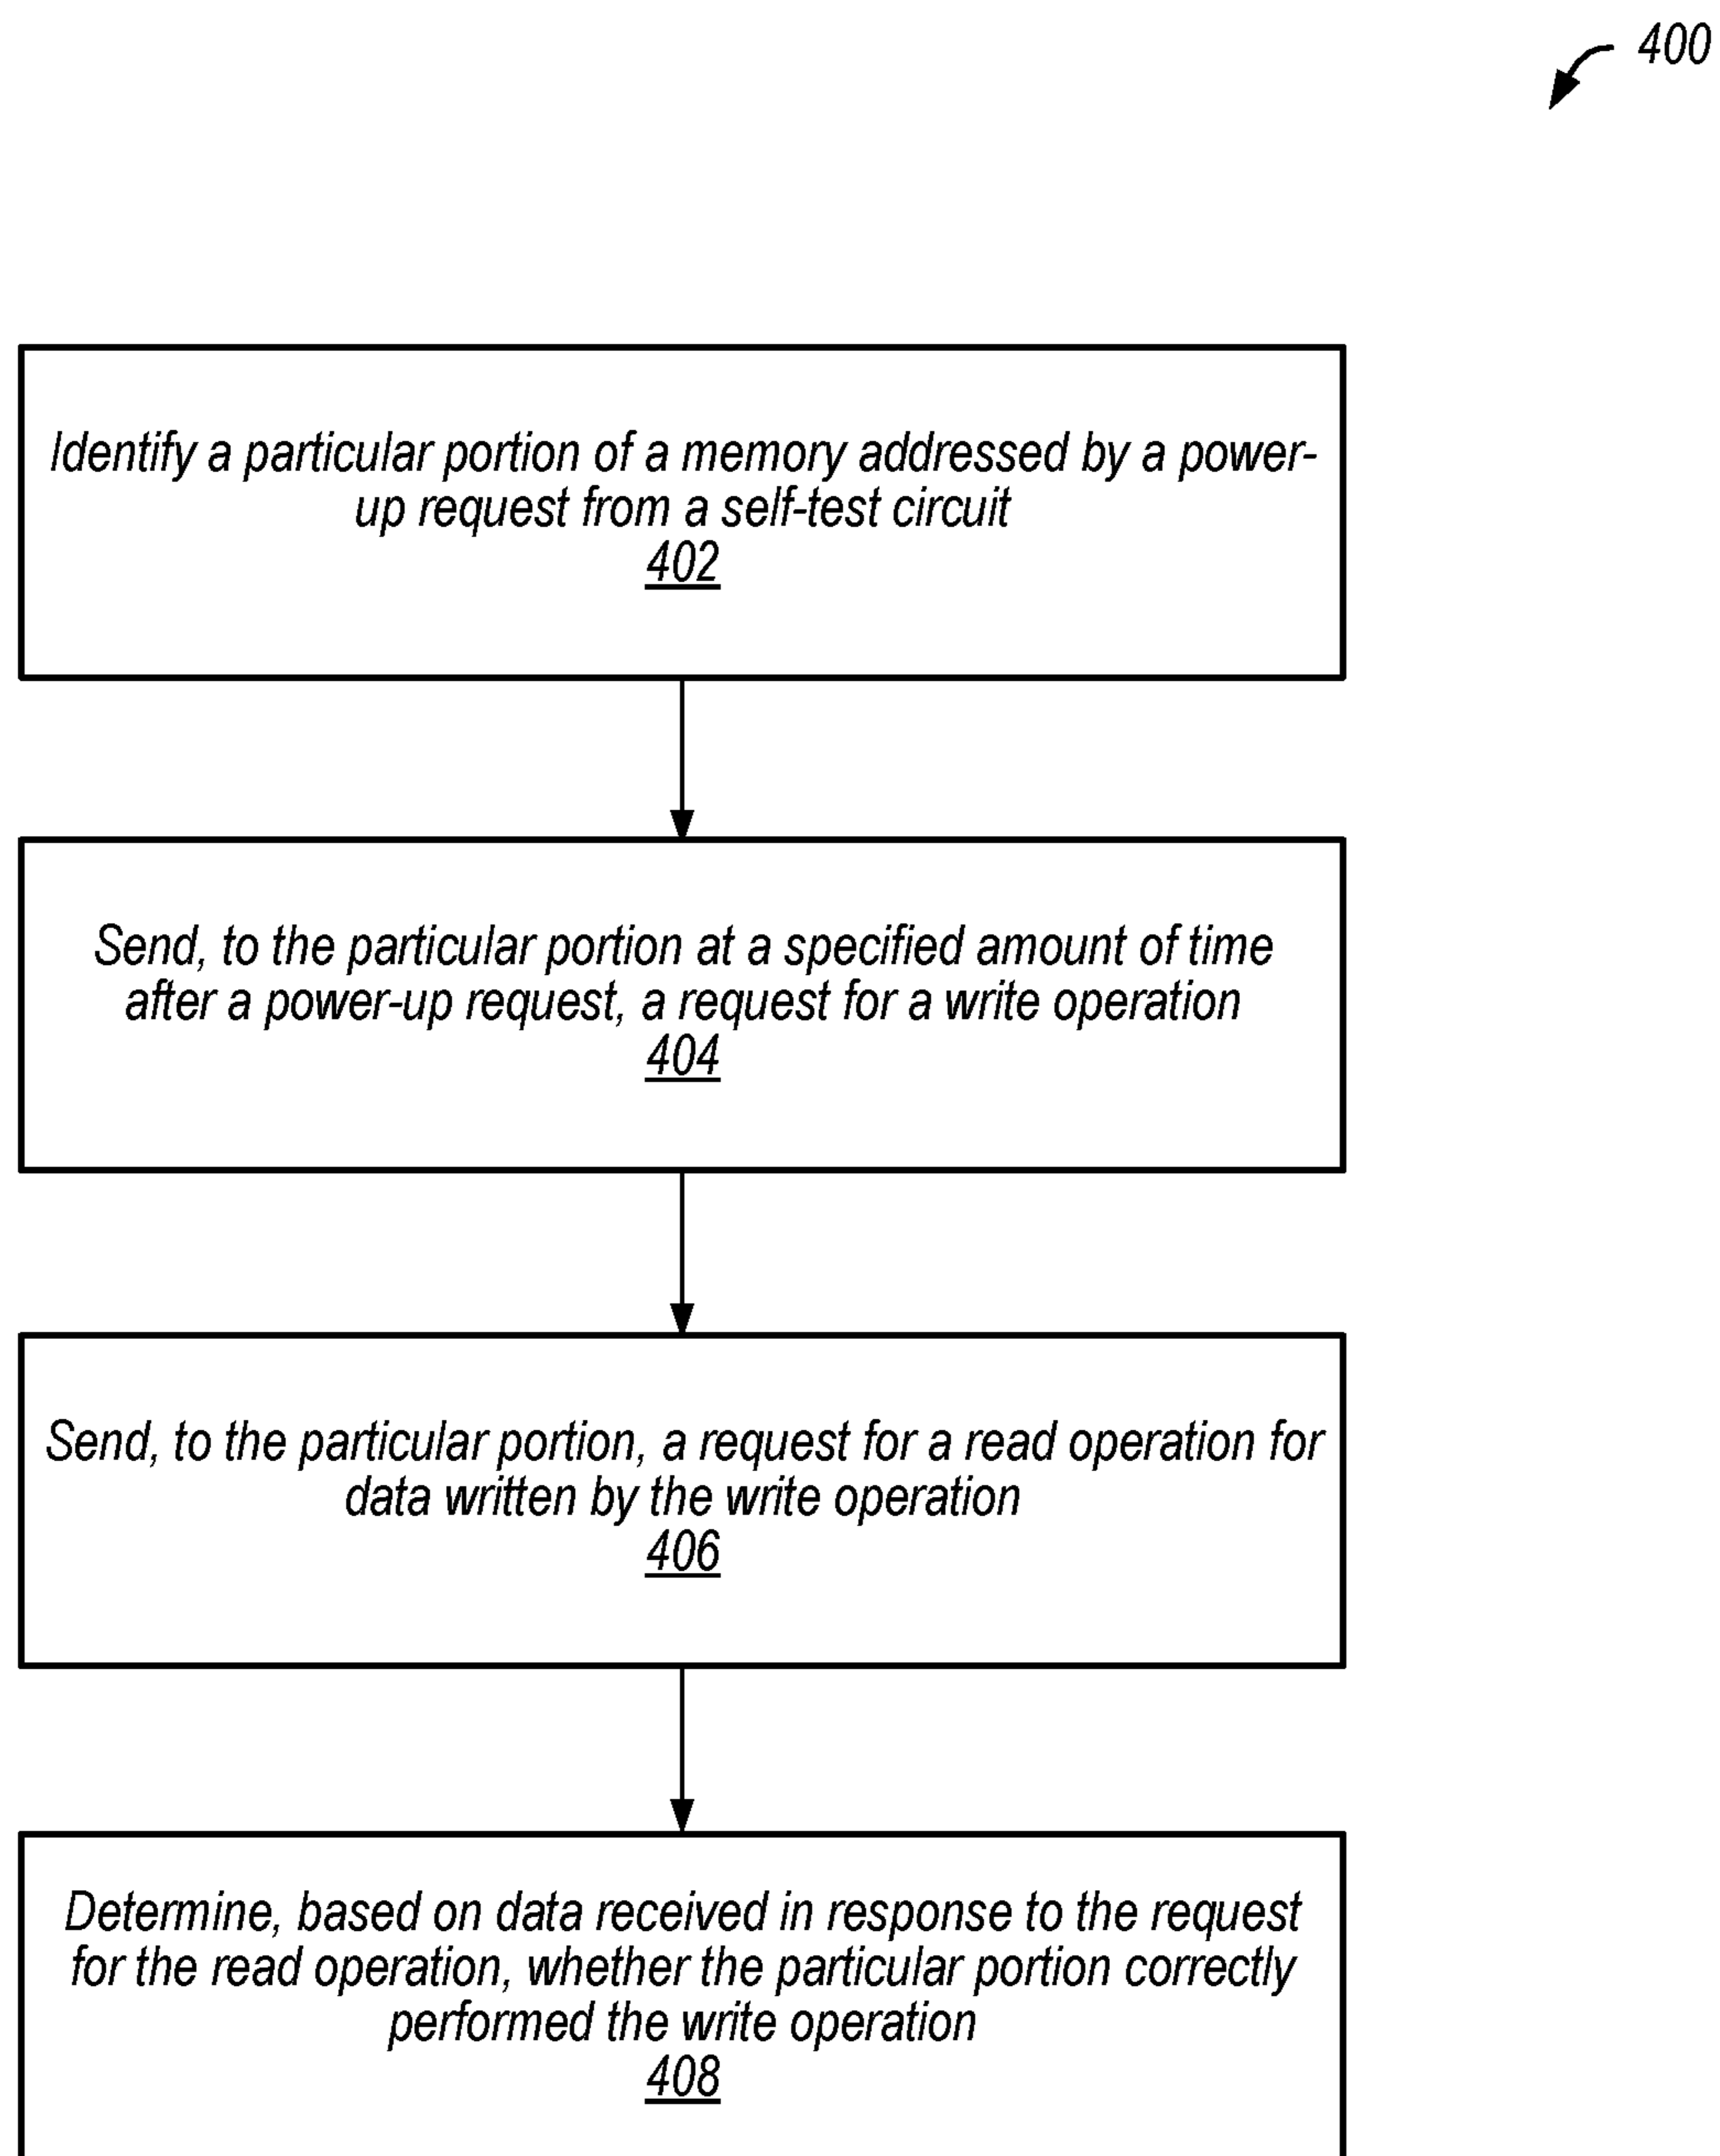 400
Identify a particular portion of a memory addressed by a power-
up request from a self-test circuit
402
Send, to the particular portion at a specified amount of time
after a power-up request, a request for a write operation
404
Send, to the particular portion, a request for a read operation for
data written by the write operation
406
Determine, based on data received in response to the request
for the read operation, whether the particular portion correctly
performed the write operation
408